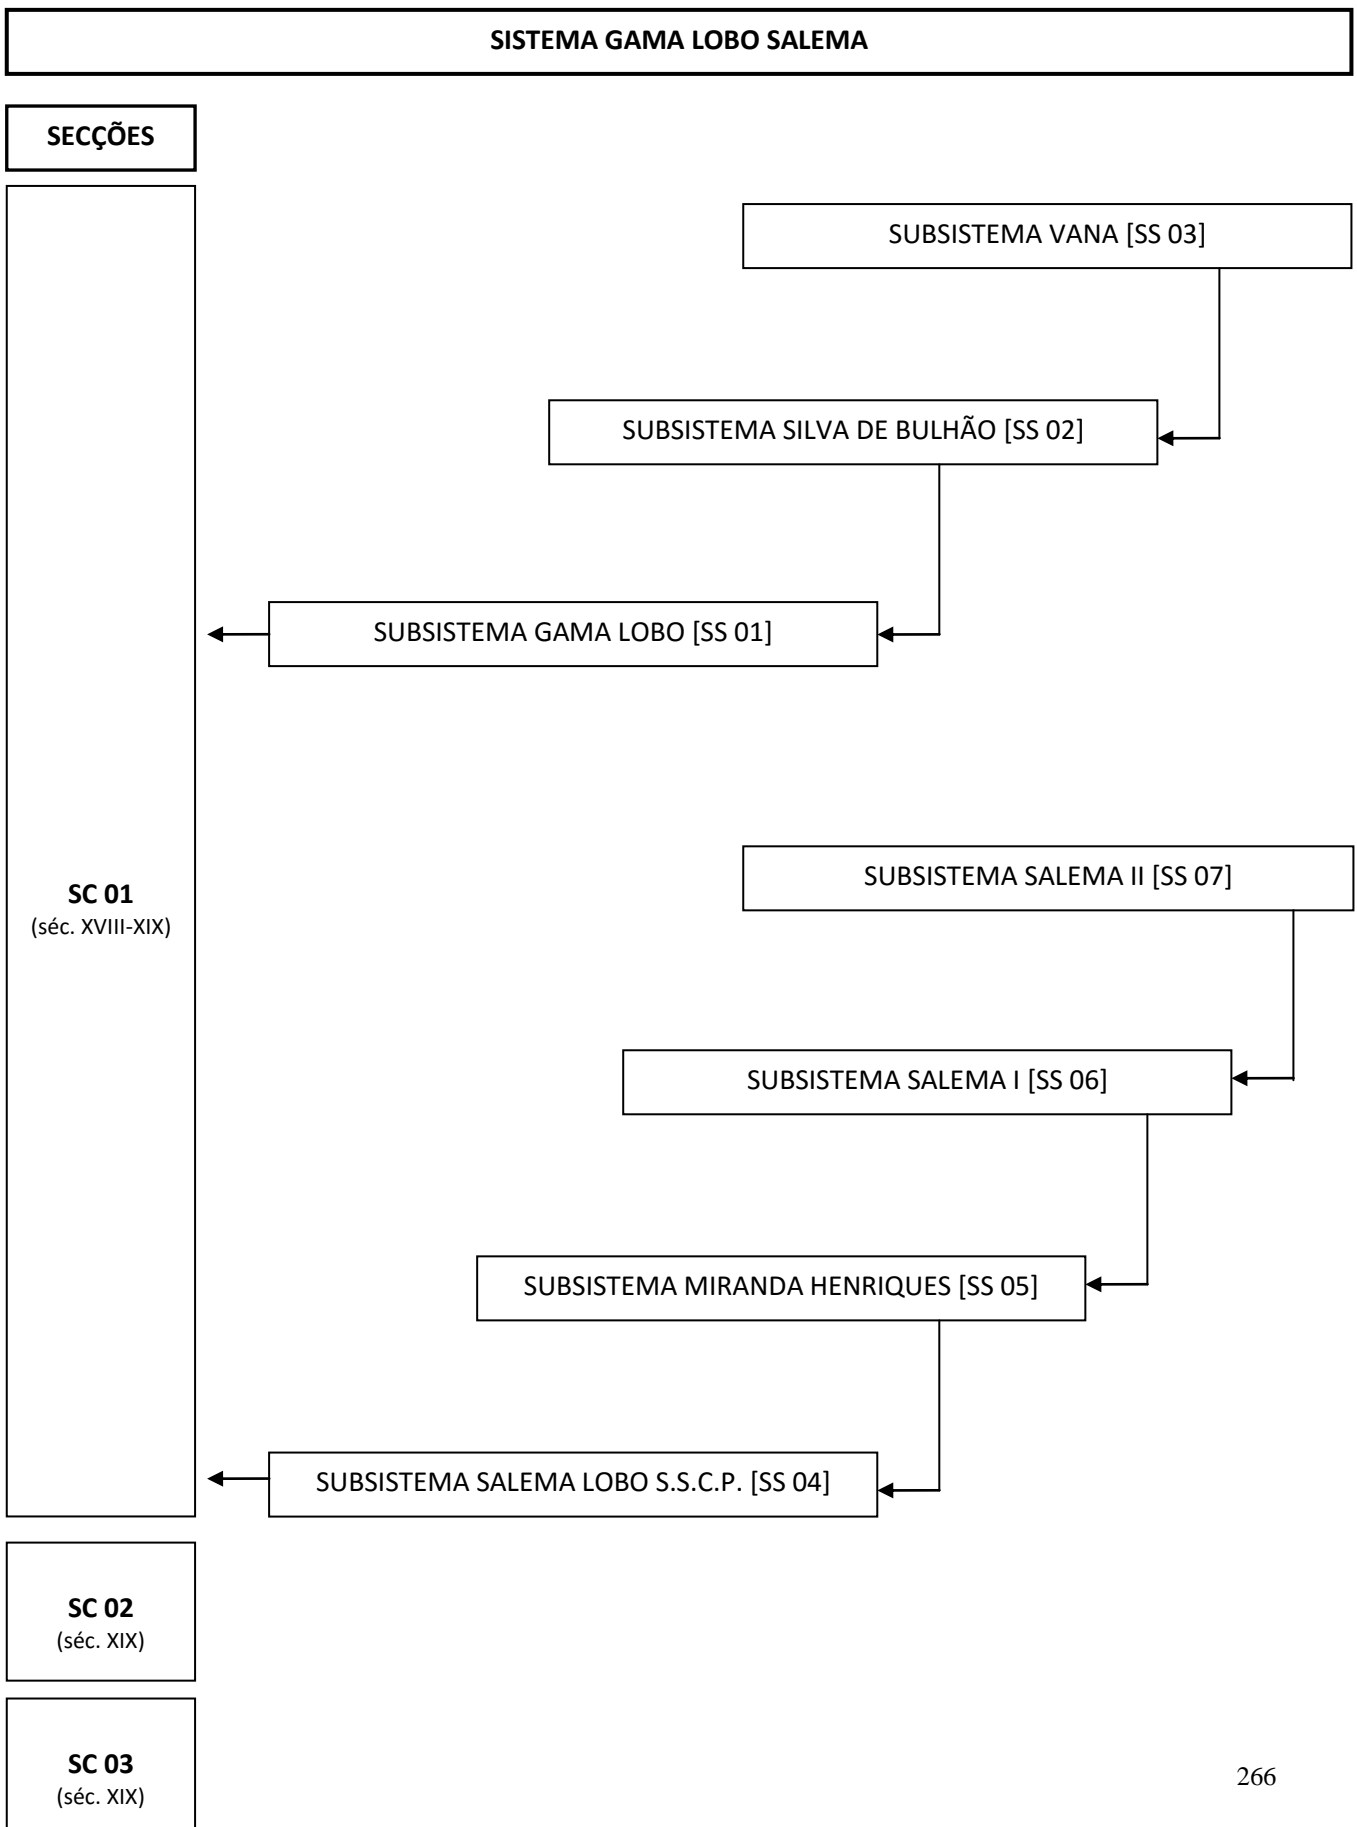 SISTEMA GAMA LOBO SALEMA
SECÇÕES
SUBSISTEMA VANA [SS 03]
SUBSISTEMA SILVA DE BULHÃO [SS 02]
SUBSISTEMA GAMA LOBO [SS 01]
SUBSISTEMA SALEMA II [SS 07]
SC 01
(séc. XVIII-XIX)
SUBSISTEMA SALEMA I [SS 06]
SUBSISTEMA MIRANDA HENRIQUES [SS 05]
SUBSISTEMA SALEMA LOBO S.S.C.P. [SS 04]
SC 02
(séc. XIX)
SC 03
(séc. XIX)
266